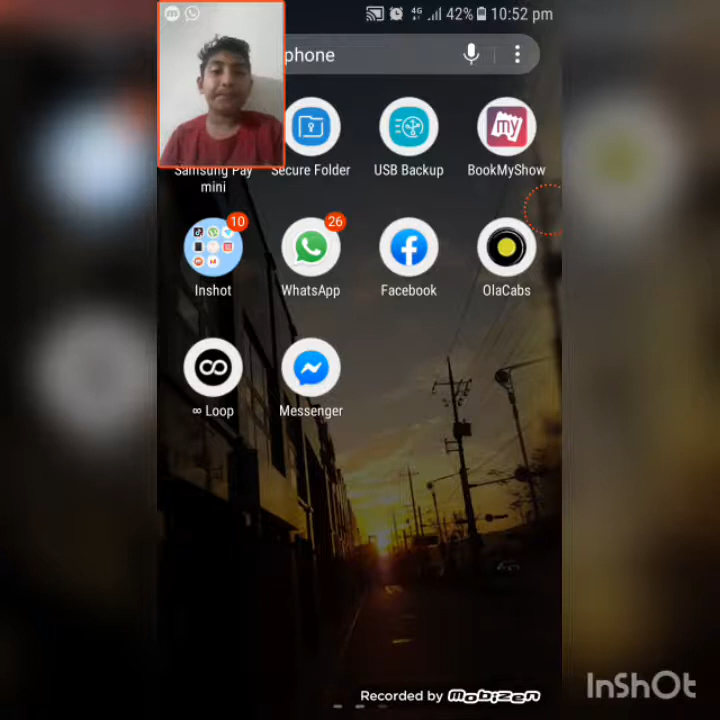 4G 42% 10:52 pm
phone
Samsung Pay mini
Secure Folder
USB Backup
my
BookMyShow
10
Inshot
26
WhatsApp
Facebook
OlaCabs
∞ Loop
Messenger
Recorded by mobizen
InShOt